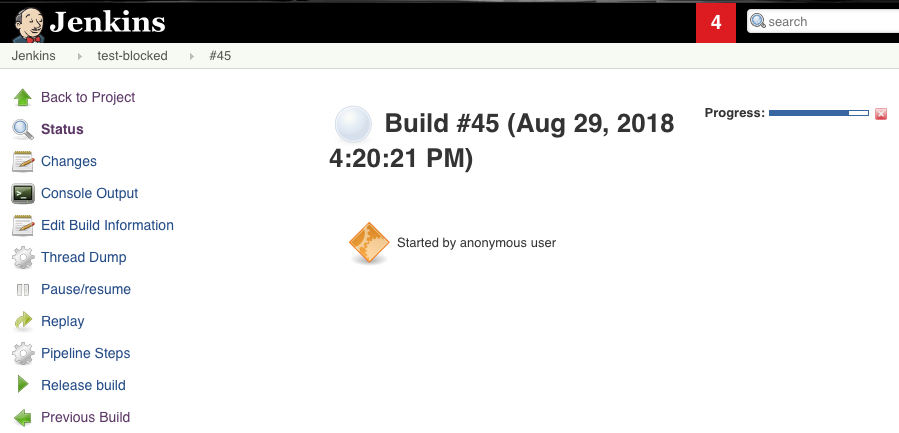 Jenkins
4
search
Jenkins
test-blocked
#45
Back to Project
Status
Changes
Console Output
Edit Build Information
Thread Dump
Pause/resume
Replay
Pipeline Steps
Release build
Previous Build
Build #45 (Aug 29, 2018
4:20:21 PM)
Progress:
Started by anonymous user